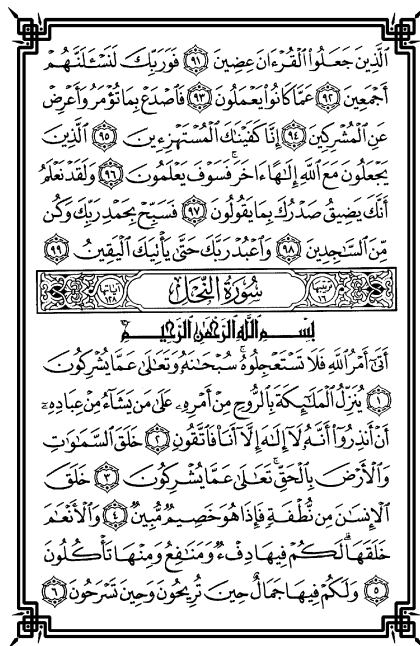 ٱلَّذِينَ جَعَلُوا۟ ٱلْقُرْءَانَ عِضِينَ ٩١ فَوَرَبِّكَ لَنَسْـَٔلَنَّهُمْ
أَجْمَعِينَ ٩٢ عَمَّا كَانُوا۟ يَعْمَلُونَ ٩٣ فَٱصْدَعْ بِمَا تُؤْمَرُ وَأَعْرِضْ
عَنِ ٱلْمُشْرِكِينَ ٩٤ إِنَّا كَفَيْنَٰكَ ٱلْمُسْتَهْزِءِينَ ٩٥ ٱلَّذِينَ
يَجْعَلُونَ مَعَ ٱللَّهِ إِلَٰهًا ءَاخَرَ ۚ فَسَوْفَ يَعْلَمُونَ ٩٦ وَلَقَدْ نَعْلَمُ
أَنَّكَ يَضِيقُ صَدْرُكَ بِمَا يَقُولُونَ ٩٧ فَسَبِّحْ بِحَمْدِ رَبِّكَ وَكُن
مِّنَ ٱلسَّٰجِدِينَ ٩٨ وَٱعْبُدْ رَبَّكَ حَتَّىٰ يَأْتِيَكَ ٱلْيَقِينُ ٩٩
ترتيبها ١٦ سُورَةُ النَّحْلِ آياتها ١٢٨
بِسْمِ ٱللَّهِ ٱلرَّحْمَٰنِ ٱلرَّحِيمِ
أَتَىٰٓ أَمْرُ ٱللَّهِ فَلَا تَسْتَعْجِلُوهُ ۚ سُبْحَٰنَهُۥ وَتَعَٰلَىٰ عَمَّا يُشْرِكُونَ
١ يُنَزِّلُ ٱلْمَلَٰٓئِكَةَ بِٱلرُّوحِ مِنْ أَمْرِهِۦ عَلَىٰ مَن يَشَآءُ مِنْ عِبَادِهِۦٓ
أَنْ أَنذِرُوٓا۟ أَنَّهُۥ لَآ إِلَٰهَ إِلَّآ أَنَا۠ فَٱتَّقُونِ ٢ خَلَقَ ٱلسَّمَٰوَٰتِ
وَٱلْأَرْضَ بِٱلْحَقِّ ۚ تَعَٰلَىٰ عَمَّا يُشْرِكُونَ ٣ خَلَقَ
ٱلْإِنسَٰنَ مِن نُّطْفَةٍ فَإِذَا هُوَ خَصِيمٌ مُّبِينٌ ٤ وَٱلْأَنْعَٰمَ
خَلَقَهَا ۗ لَكُمْ فِيهَا دِفْءٌ وَمَنَٰفِعُ وَمِنْهَا تَأْكُلُونَ
٥ وَلَكُمْ فِيهَا جَمَالٌ حِينَ تُرِيحُونَ وَحِينَ تَسْرَحُونَ ٦